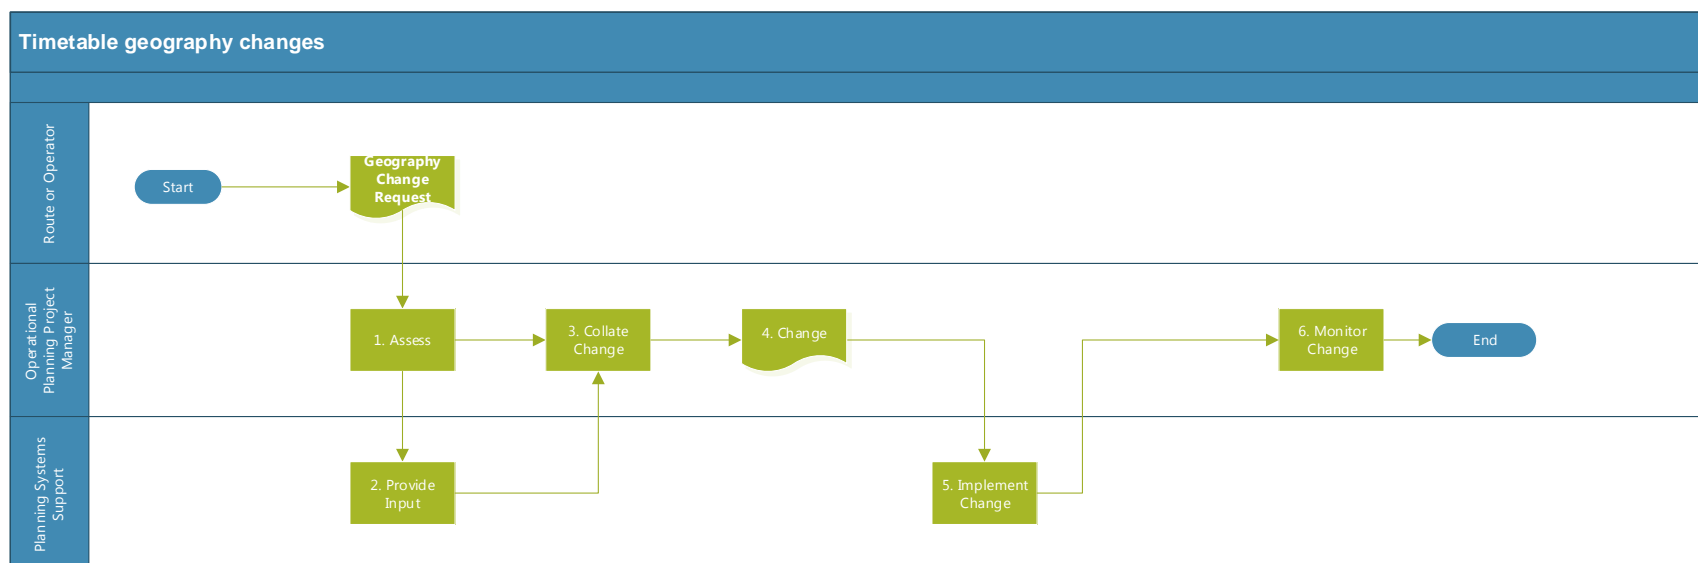 Timetable geography changes
Route or Operator
Start
Geography
Change
Request
Operational
Planning Project
Manager
1. Assess
3. Collate
Change
4. Change
6. Monitor
Change
End
Planning Systems
Support
2. Provide
Input
5. Implement
Change